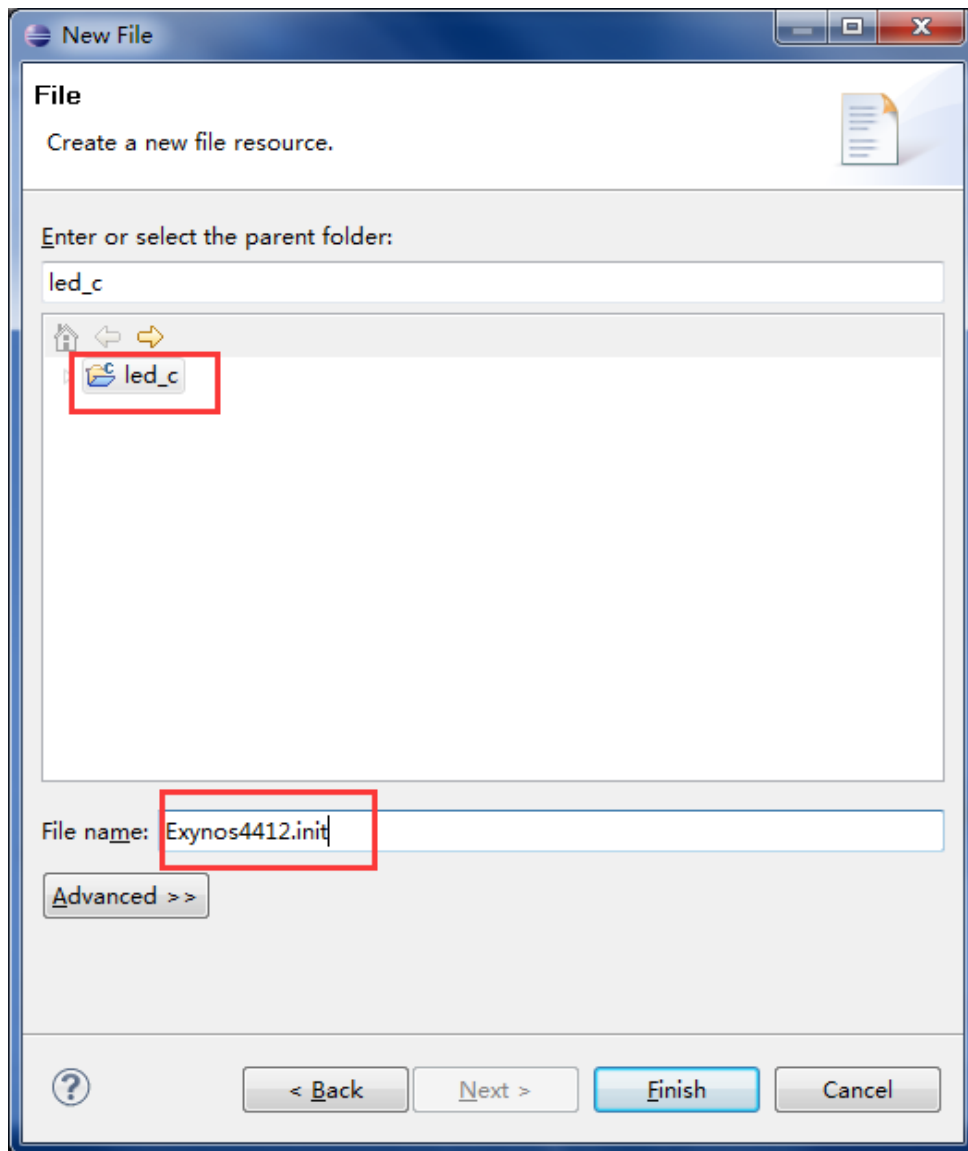 New File
File
Create a new file resource.
Enter or select the parent folder:
led_c
led_c
File name: Exynos4412.init
Advanced >>
? < Back Next > Finish Cancel